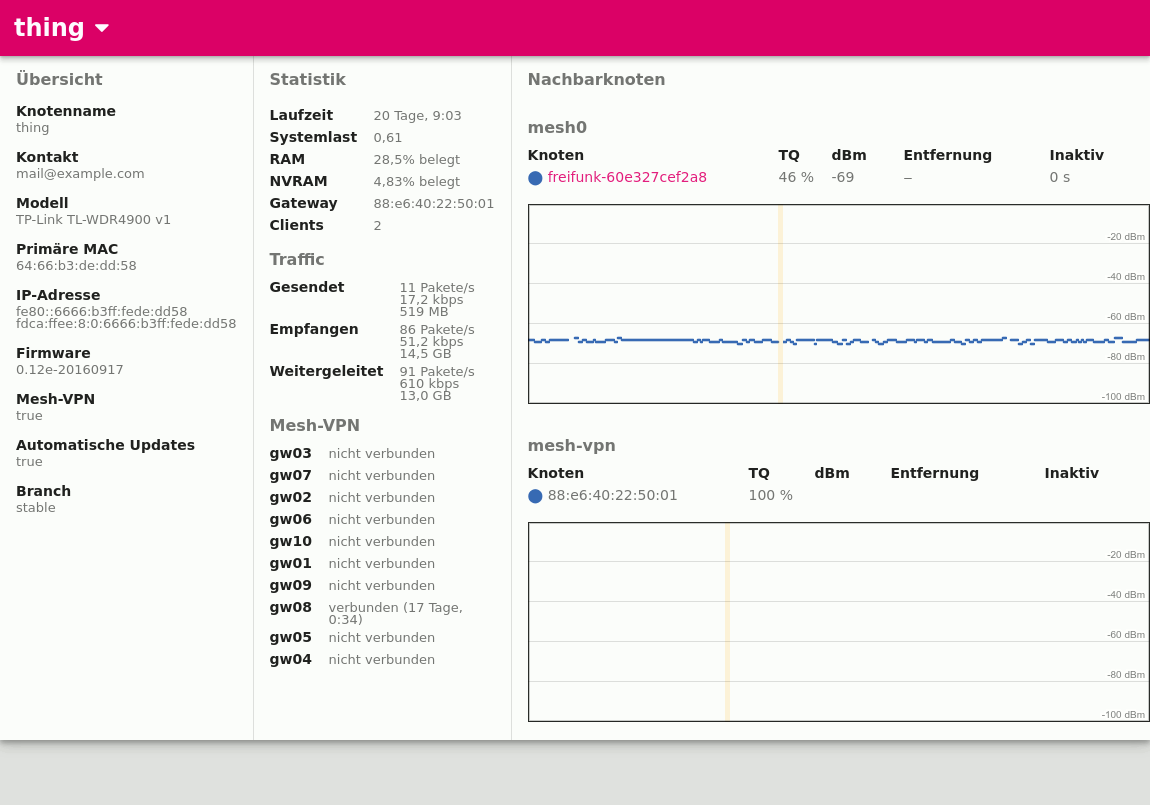 thing
Übersicht
Knotenname
thing
Kontakt
mail@example.com
Modell
TP-Link TL-WDR4900 v1
Primäre MAC
64:66:b3:de:dd:58
IP-Adresse
fe80::6666:b3ff:fede:dd58
fdca:ffee:8:0:6666:b3ff:fede:dd58
Firmware
0.12e-20160917
Mesh-VPN
true
Automatische Updates
true
Branch
stable
Statistik
Laufzeit 20 Tage, 9:03
Systemlast 0,61
RAM 28,5% belegt
NVRAM 4,83% belegt
Gateway 88:e6:40:22:50:01
Clients 2
Traffic
Gesendet 11 Pakete/s
17,2 kbps
519 MB
Empfangen 86 Pakete/s
51,2 kbps
14,5 GB
Weitergeleitet 91 Pakete/s
610 kbps
13,0 GB
Mesh-VPN
gw03 nicht verbunden
gw07 nicht verbunden
gw02 nicht verbunden
gw06 nicht verbunden
gw10 nicht verbunden
gw01 nicht verbunden
gw09 nicht verbunden
gw08 verbunden (17 Tage,
0:34)
gw05 nicht verbunden
gw04 nicht verbunden
Nachbarknoten
mesh0
Knoten TQ dBm Entfernung Inaktiv
freifunk-60e327cef2a8 46 % -69 – 0 s
-20 dBm
-40 dBm
-60 dBm
-80 dBm
-100 dBm
mesh-vpn
Knoten TQ dBm Entfernung Inaktiv
88:e6:40:22:50:01 100 %
-20 dBm
-40 dBm
-60 dBm
-80 dBm
-100 dBm